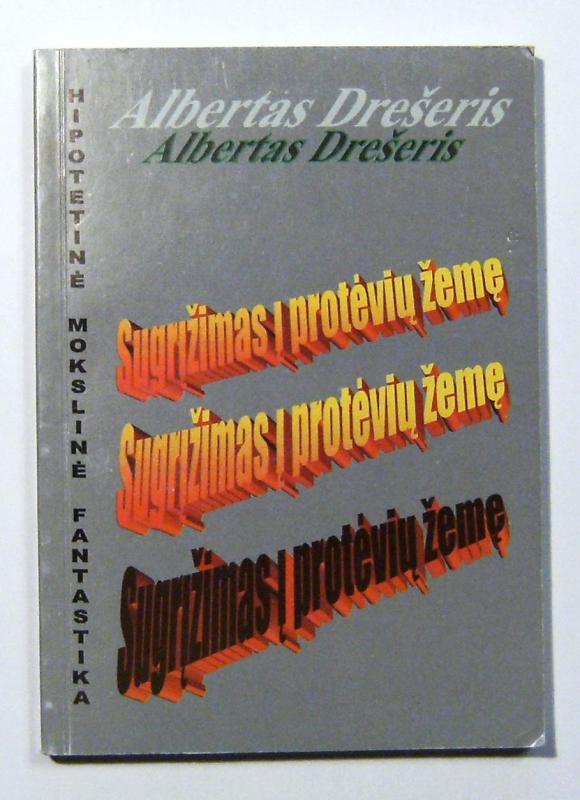 Albertas Drešeris
Albertas Drešeris
HIPOTETINĖ MOKSLINĖ FANTASTIKA
Sugrįžimas į protėvių žemę
Sugrįžimas į protėvių žemę
Sugrįžimas į protėvių žemę